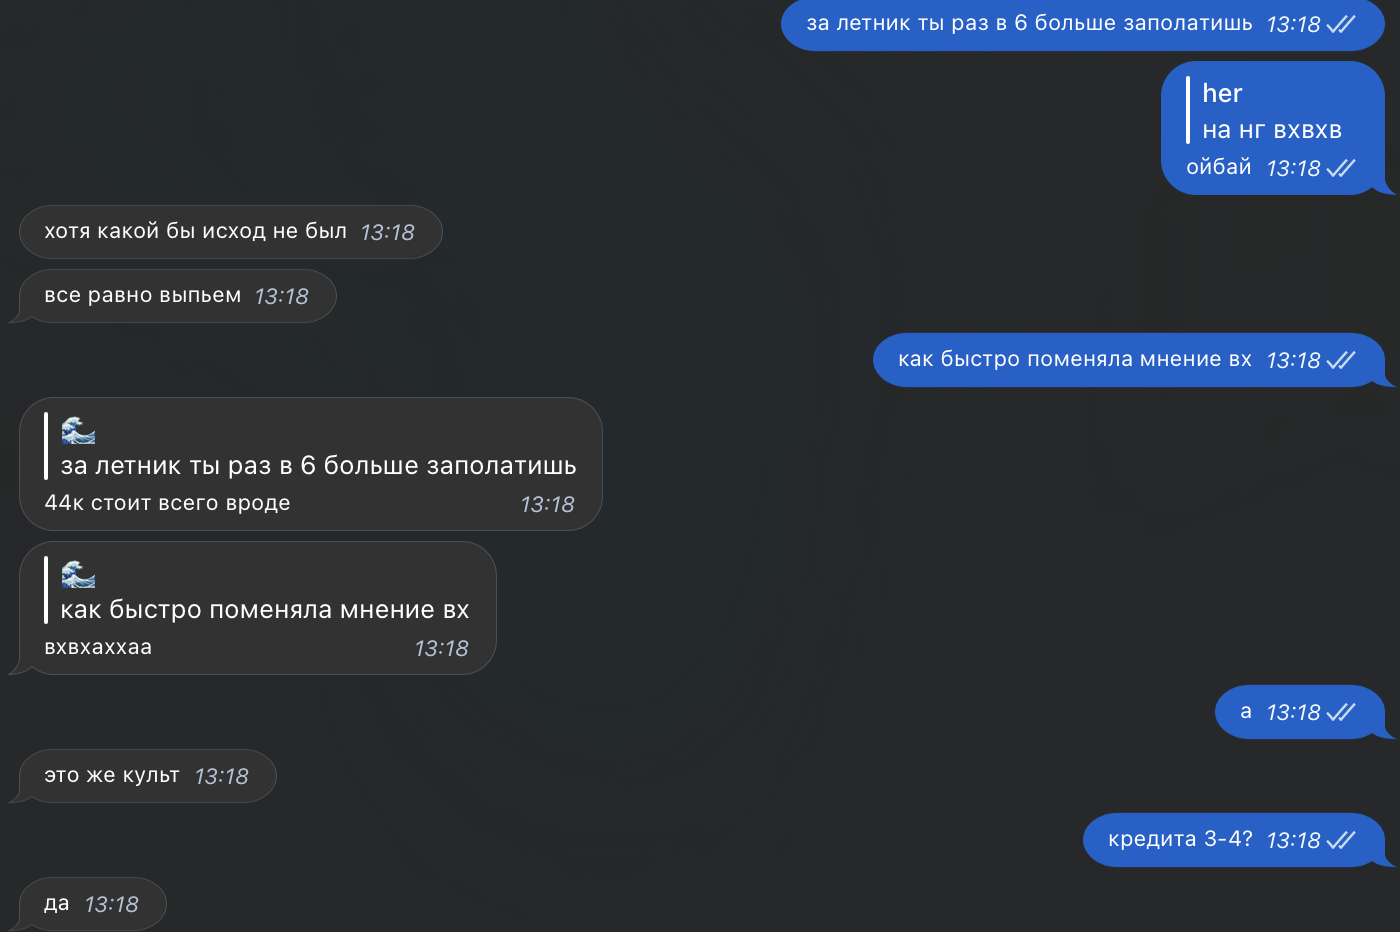 за летник ты раз в 6 больше заполатишь 13:18
her
на нг вхвхв
ойбай 13:18
хотя какой бы исход не был 13:18
все равно выпьем 13:18
как быстро поменяла мнение вх 13:18
🌊
за летник ты раз в 6 больше заполатишь
44к стоит всего вроде 13:18
🌊
как быстро поменяла мнение вх
вхвхаххаа 13:18
а 13:18
это же культ 13:18
кредита 3-4? 13:18
да 13:18